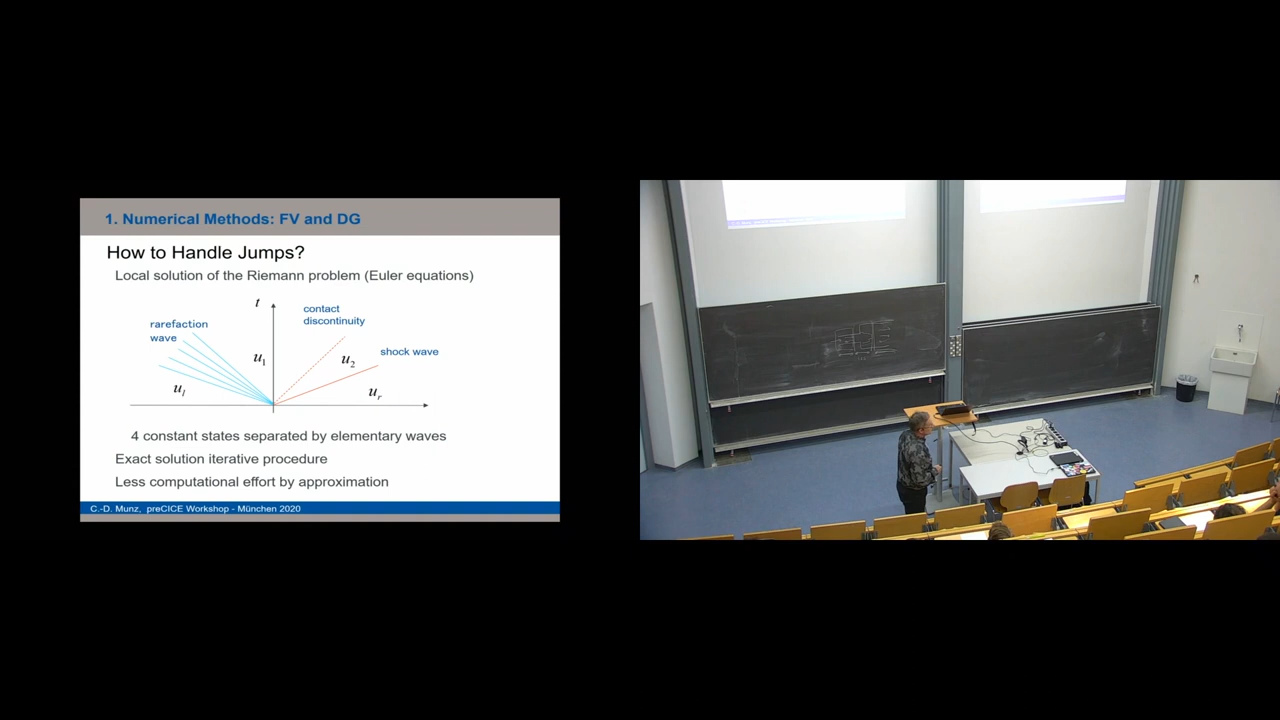 1. Numerical Methods: FV and DG
How to Handle Jumps?
Local solution of the Riemann problem (Euler equations)
t
contact
discontinuity
rarefaction
wave
u1
u2
shock wave
ul
ur
4 constant states separated by elementary waves
Exact solution iterative procedure
Less computational effort by approximation
C.-D. Munz, preCICE Workshop - München 2020